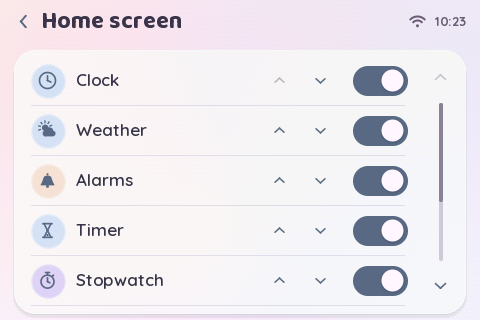 Home screen
10:23
Clock
Weather
Alarms
Timer
Stopwatch